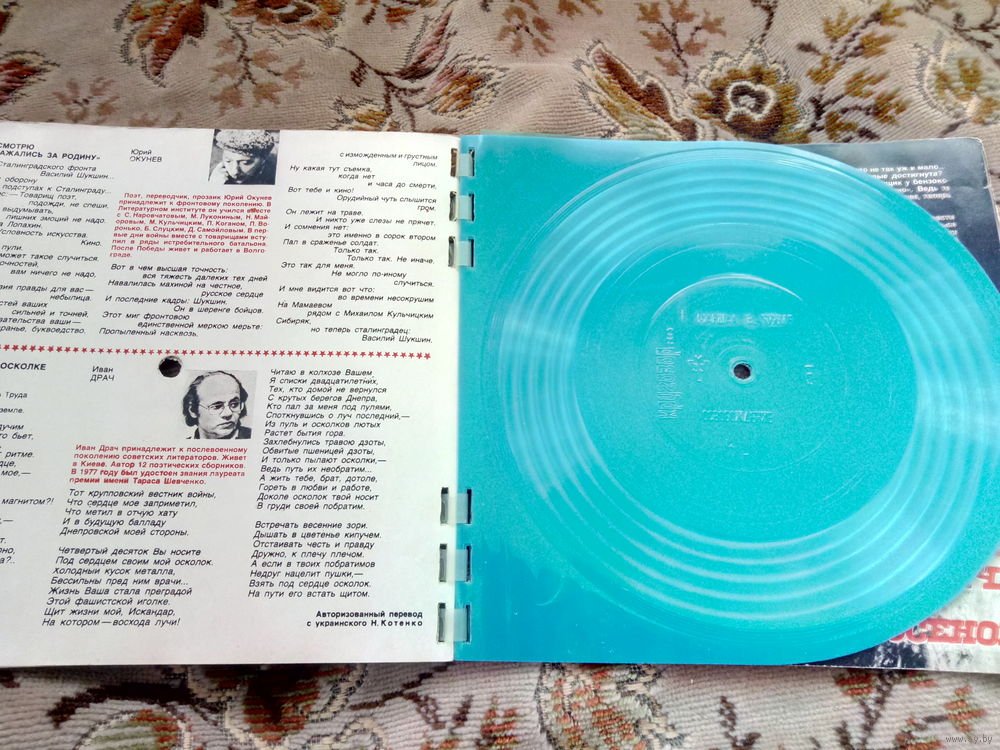 СМОТРЮ
АЖАЛИСЬ ЗА РОДИНУ»
Сталинградского фронта
Василий Шукшин...
оборону
подступах к Сталинграду...
— Товарищ поэт,
подожди, не спеши,
выдумывать,
лишних эмоций не надо.
Лопахин.
условность искусства.
Кино.
пули.
может такое случиться.
точностей,
вам ничего не надо,
вия правды для вас—
небылица.
стей ваших
сильней и точней.
зательства ваши—
буквоедство,
Юрий
ОКУНЕВ
Поэт, переводчик, прозаик Юрий Окунев
принадлежит к фронтовому поколению. В
Литературном институте он учился вместе
с С. Наровчатовым, М. Лукониным, Н. Май-
оровым, М. Кульчицким, П. Коганом, П. Во-
ронько, Б. Слуцким, Д. Самойловым. В пер-
вые дни войны вместе с товарищами всту-
пил в ряды истребительного батальона.
После Победы живет и работает в Волго-
граде.
Вот в чем высшая точность:
вся тяжесть далеких тех дней
Навалилась махиной на честное,
русское сердце
И последние кадры: Шукшин.
Он в шеренге бойцов.
Этот миг фронтовою
единственной меркою мерьте:
Пропыленный насквозь,
с изможденным и грустным
лицом.
Ну какая тут съемка,
когда нет
и часа до смерти,
Вот тебе и кино!
Орудийный чуть слышится
гром.
Он лежит на траве.
И никто уже слезы не прячет.
И сомнения нет:
это именно в сорок втором
Пал в сраженье солдат.
Только так.
Только так. Не иначе.
Это так для меня.
Не могло по-иному
случиться.
И мне видится вот что:
во времени несокрушим
На Мамаевом
рядом с Михаилом Кульчицким
Сибиряк,
но теперь сталинградец:
Василий Шукшин.
ОСКОЛКЕ
Труда
земле.
дучим
то бьет,
ритме.
рдце,
мое,—
магнитом?!
Иван
ДРАЧ
Иван Драч принадлежит к послевоенному
поколению советских литераторов. Живет
в Киеве. Автор 12 поэтических сборников.
В 1977 году был удостоен звания лауреата
премии имени Тараса Шевченко.
Тот крупповский вестник войны,
Что сердце мое заприметил,
Что метил в отчую хату
И в будущую балладу
Днепровской моей стороны.
Четвертый десяток Вы носите
Под сердцем своим мой осколок.
Холодный кусок металла,
Бессильны пред ним врачи...
Жизнь Ваша стала преградой
Этой фашистской иголке.
Щит жизни мой, Искандар,
На котором—восхода лучи!
Читаю в колхозе Вашем
Я списки двадцатилетних,
Тех, кто домой не вернулся
С крутых берегов Днепра,
Кто пал за меня под пулями,
Споткнувшись о луч последний,—
Из пуль и осколков лютых
Растет бытия гора.
Захлебнулись травою дзоты,
Обвитые пшеницей дзоты,
И только пылают осколки,—
Ведь путь их необратим...
А жить тебе, брат, дотоле,
Гореть в любви и работе,
Доколе осколок твой носит
В груди своей побратим.
Встречать весенние зори.
Дышать в цветенье кипучем.
Отстаивать честь и правду
Дружно, к плечу плечом.
А если в твоих побратимов
Недруг нацелит пушки,—
Взять под сердце осколок.
На пути его встать щитом.
Авторизованный перевод
с украинского Н. Котенко
www.ay.by